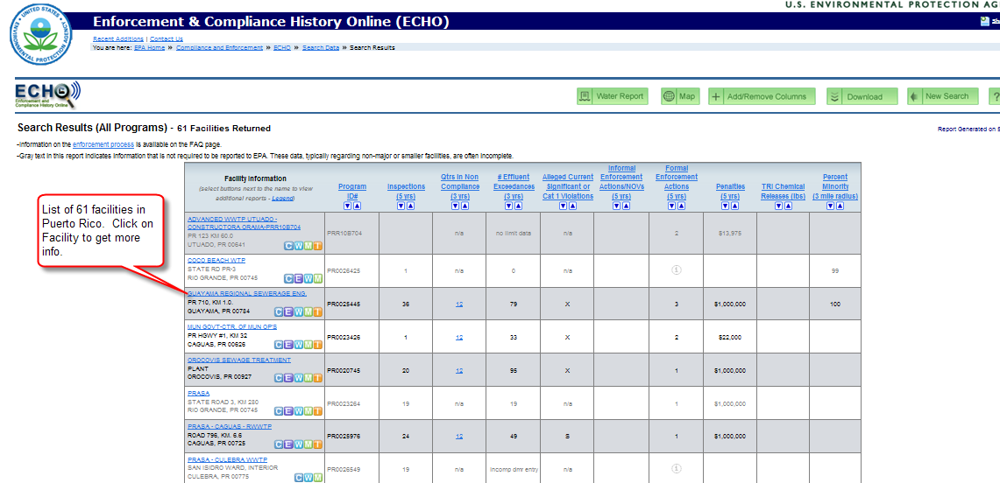 U.S. ENVIRONMENTAL PROTECTION AG
UNITED STATES
ENVIRONMENTAL PROTECTION AGENCY
Enforcement & Compliance History Online (ECHO)
Recent Additions | Contact Us
You are here: EPA Home » Compliance and Enforcement » ECHO » Search Data » Search Results
ECHO
Enforcement and
Compliance History Online
Water Report Map Add/Remove Columns Download New Search ?
Search Results (All Programs) - 61 Facilities Returned
Report Generated on S
-Information on the enforcement process is available on the FAQ page.
-Gray text in this report indicates information that is not required to be reported to EPA. These data, typically regarding non-major or smaller facilities, are often incomplete.
Facility Information
(select buttons next to the name to view
additional reports - Legend)
Program
ID#
Inspections
(5 yrs)
Qtrs in Non
Compliance
(3 yrs)
# Effluent
Exceedances
(3 yrs)
Alleged Current
Significant or
Cat 1 Violations
Informal
Enforcement
Actions/NOVs
(5 yrs)
Formal
Enforcement
Actions
(5 yrs)
Penalties
(5 yrs)
TRI Chemical
Releases (lbs)
Percent
Minority
(3 mile radius)
List of 61 facilities in
Puerto Rico. Click on
Facility to get more
info.
ADVANCED WWTP UTUADO -
CONSTRUCTORA ORAMA-PRR10B704
PR 123 KM 60.0
UTUADO, PR 00641 C W M T
PRR10B704 n/a no limit data n/a 2 $13,975
COCO BEACH WTP
STATE RD PR-3
RIO GRANDE, PR 00745 C E W M
PR0026425 1 n/a 0 n/a i 99
GUAYAMA REGIONAL SEWERAGE ENG.
PR 710, KM 1.0.
GUAYAMA, PR 00784 C E W M T
PR0025445 36 12 79 X 3 $1,000,000 100
MUN GOVT-CTR. OF MUN OP'S
PR HGWY #1, KM 32
CAGUAS, PR 00626 C E W M T
PR0023426 1 12 33 X 2 $22,000
OROCOVIS SEWAGE TREATMENT
PLANT
OROCOVIS, PR 00927 C E W M T
PR0020745 20 12 95 X 1 $1,000,000
PRASA
STATE ROAD 3, KM 280
RIO GRANDE, PR 00745 C E W M T
PR0023264 19 n/a 19 n/a 1 $1,000,000
PRASA - CAGUAS - RWWTP
ROAD 796, KM. 6.6
CAGUAS, PR 00725 C E W M T
PR0025976 24 12 49 S 1 $1,000,000
PRASA - CULEBRA WWTP
SAN ISIDRO WARD, INTERIOR
CULEBRA, PR 00775 C W M
PR0026549 19 n/a incomp dmr entry n/a i